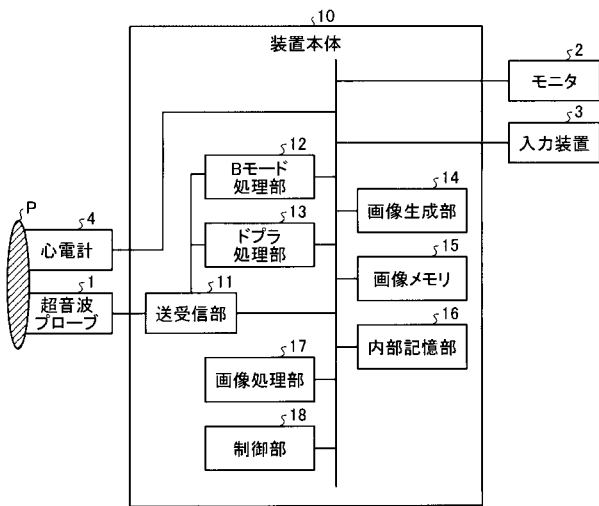 10
装置本体
2
モニタ
3
入力装置
12
Bモード
処理部
14
画像生成部
P
4
心電計
13
ドプラ
処理部
15
画像メモリ
1
超音波
プローブ
11
送受信部
16
内部記憶部
17
画像処理部
18
制御部